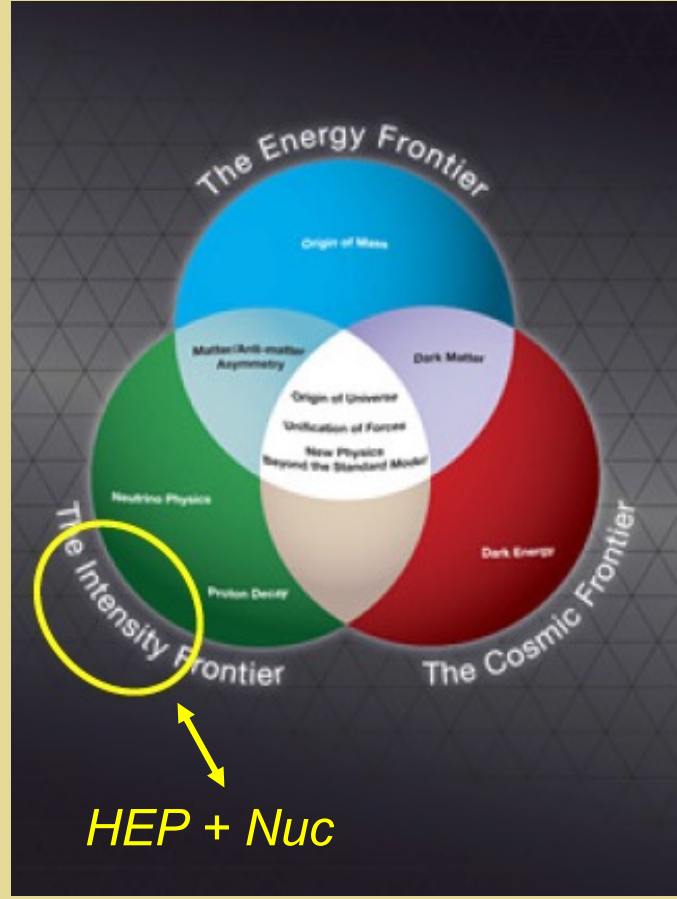 The Energy Frontier
Origin of Mass
Matter/Anti-matter
Asymmetry
Dark Matter
Origin of Universe
Unification of Forces
New Physics
Beyond the Standard Model
Neutrino Physics
Dark Energy
Proton Decay
The Intensity Frontier
The Cosmic Frontier
HEP + Nuc